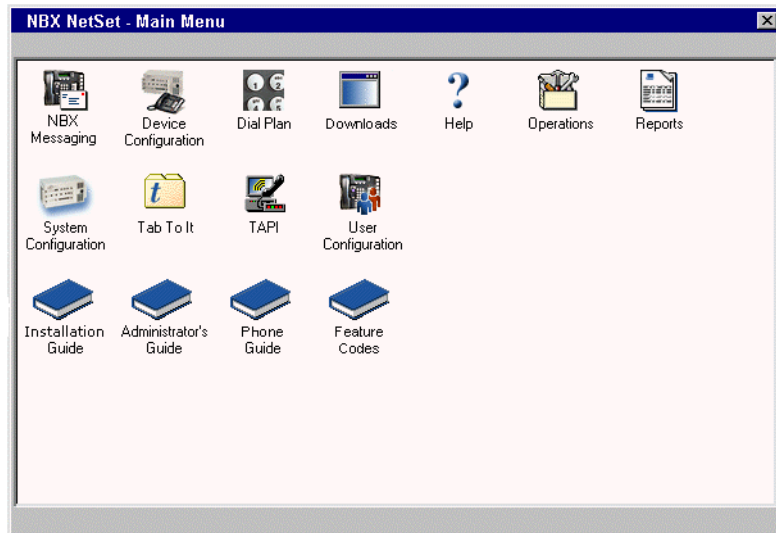 NBX NetSet - Main Menu
NBX Messaging
Device Configuration
Dial Plan
Downloads
Help
Operations
Reports
System Configuration
Tab To It
TAPI
User Configuration
Installation Guide
Administrator's Guide
Phone Guide
Feature Codes